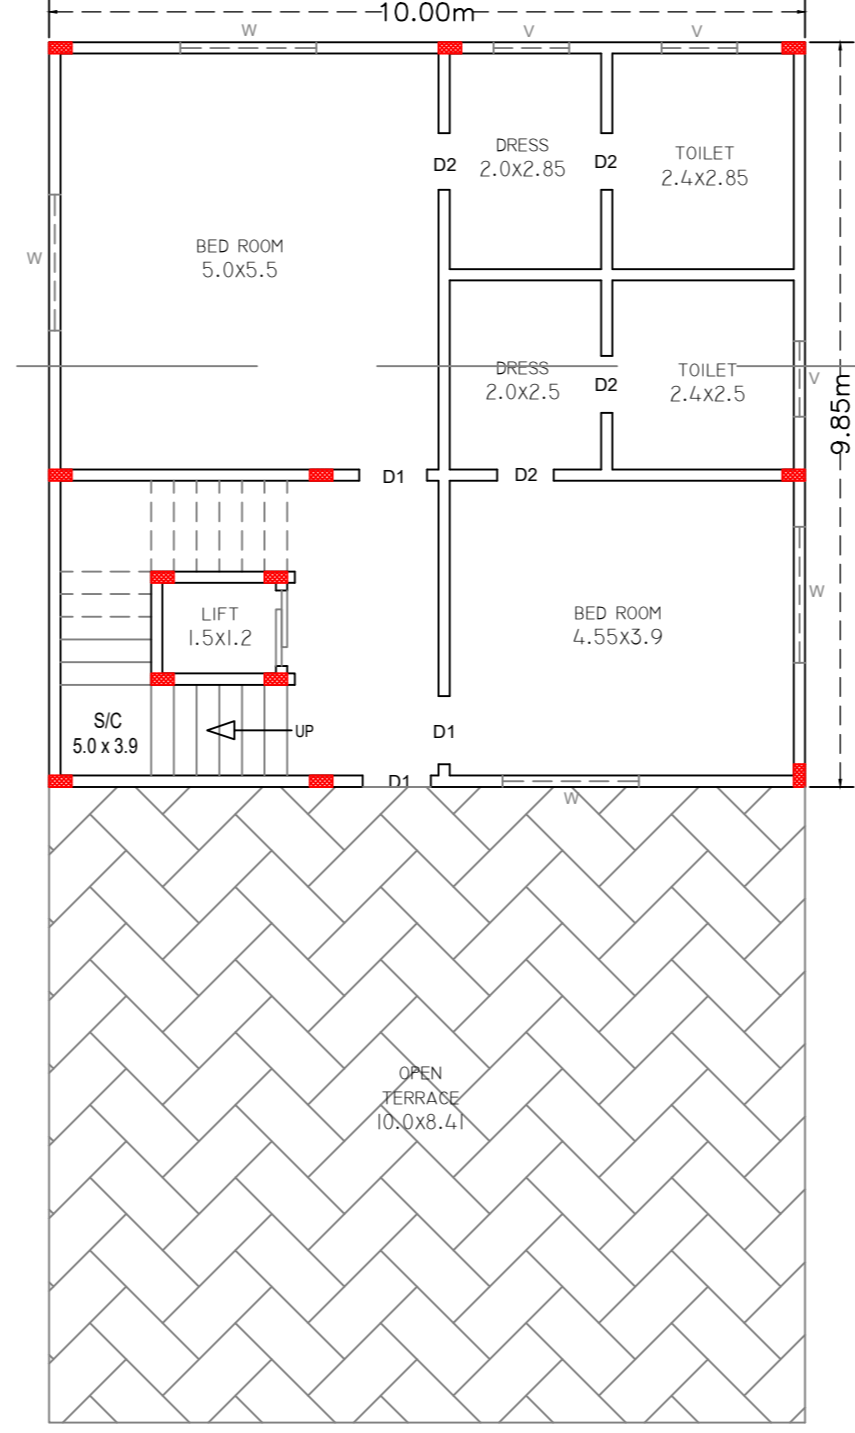 10.00m
W
V
V
DRESS
2.0X2.85
D2
D2
TOILET
2.4X2.85
BED ROOM
5.0X5.5
W
DRESS
2.0X2.5
D2
TOILET
2.4X2.5
V
9.85m
D1
D2
LIFT
1.5X1.2
BED ROOM
4.55X3.9
W
S/C
5.0 x 3.9
UP
D1
D1
W
OPEN
TERRACE
10.0X8.41